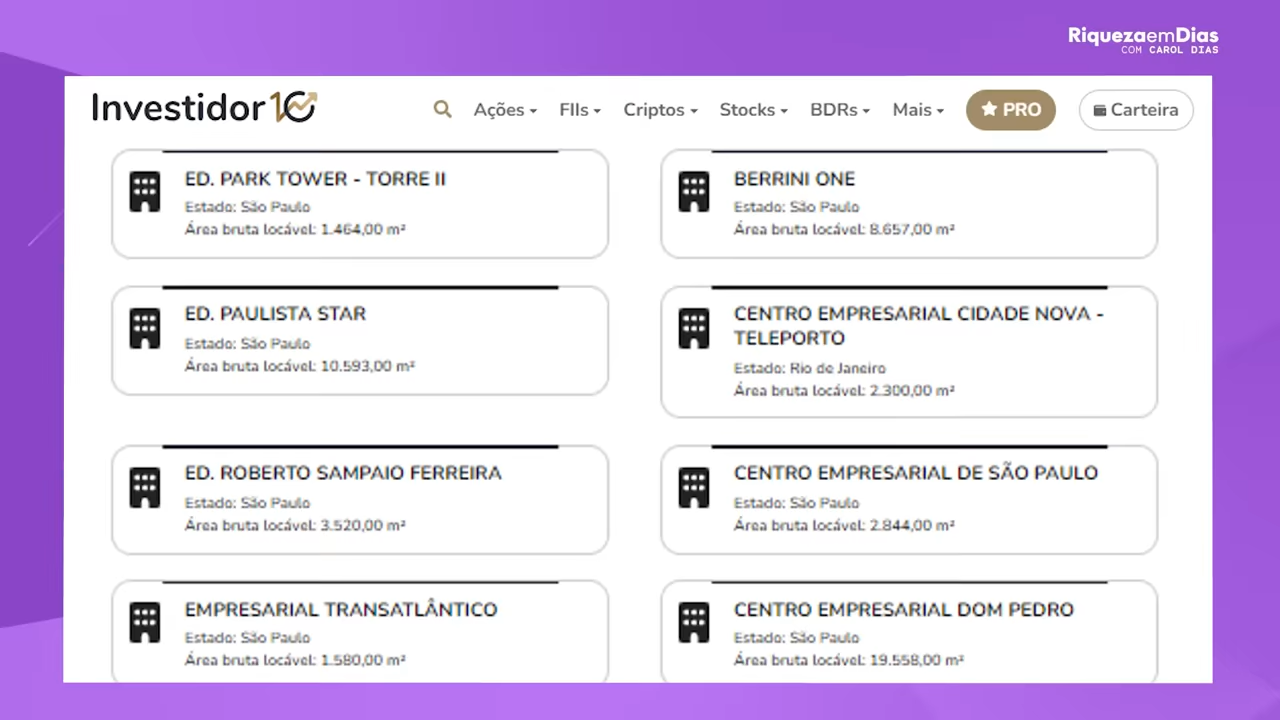 RiquezaemDias
COM CAROL DIAS
Investidor10
Ações
FIIs
Criptos
Stocks
BDRs
Mais
PRO
Carteira
ED. PARK TOWER - TORRE II
Estado: São Paulo
Área bruta locável: 1.464,00 m²
BERRINI ONE
Estado: São Paulo
Área bruta locável: 8.657,00 m²
ED. PAULISTA STAR
Estado: São Paulo
Área bruta locável: 10.593,00 m²
CENTRO EMPRESARIAL CIDADE NOVA -
TELEPORTO
Estado: Rio de Janeiro
Área bruta locável: 2.300,00 m²
ED. ROBERTO SAMPAIO FERREIRA
Estado: São Paulo
Área bruta locável: 3.520,00 m²
CENTRO EMPRESARIAL DE SÃO PAULO
Estado: São Paulo
Área bruta locável: 2.844,00 m²
EMPRESARIAL TRANSATLÂNTICO
Estado: São Paulo
Área bruta locável: 1.580,00 m²
CENTRO EMPRESARIAL DOM PEDRO
Estado: São Paulo
Área bruta locável: 19.558,00 m²